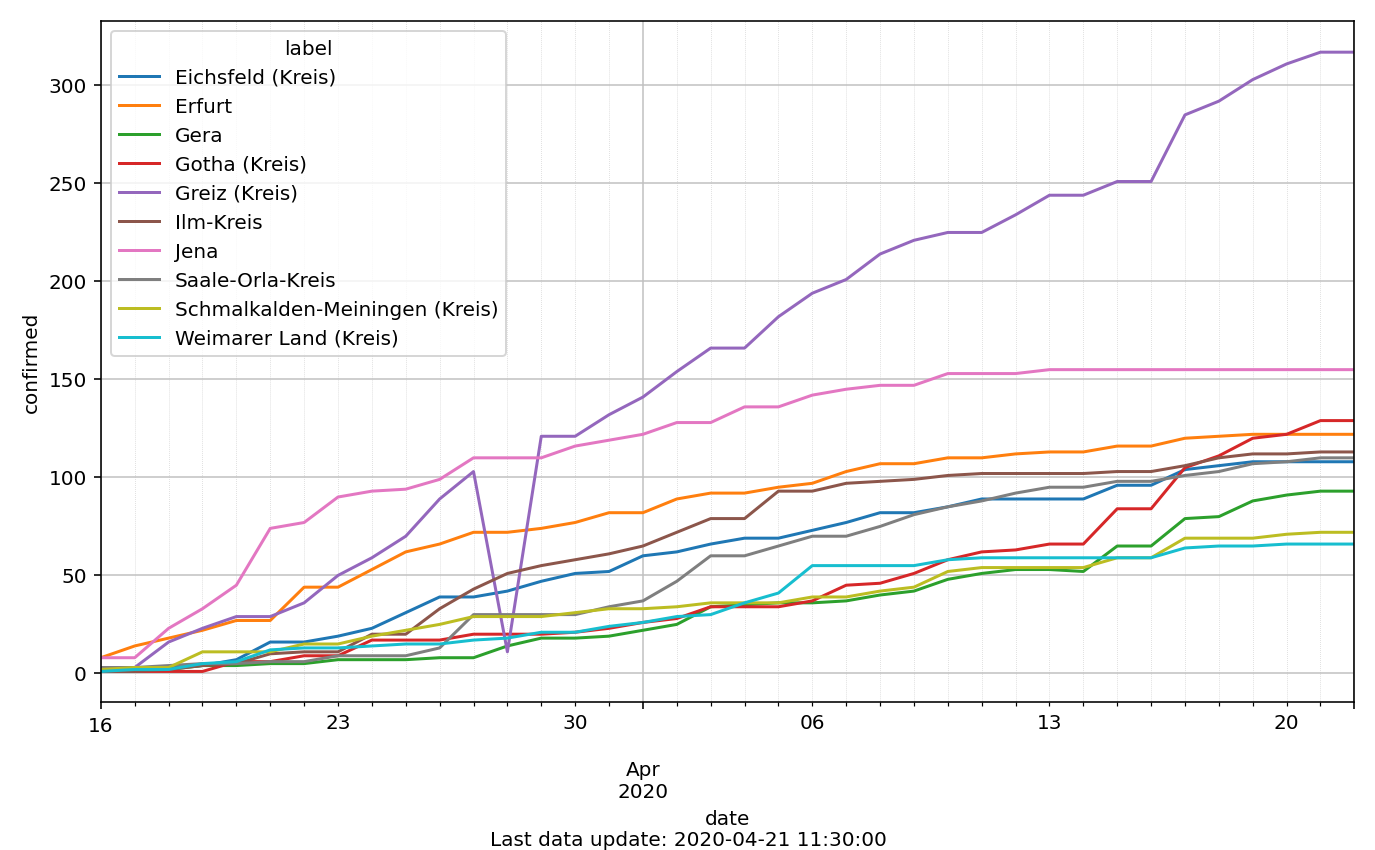 label
Eichsfeld (Kreis)
Erfurt
Gera
Gotha (Kreis)
Greiz (Kreis)
Ilm-Kreis
Jena
Saale-Orla-Kreis
Schmalkalden-Meiningen (Kreis)
Weimarer Land (Kreis)
confirmed
300
250
200
150
100
50
0
16 23 30 06 13 20
Apr
2020
date
Last data update: 2020-04-21 11:30:00